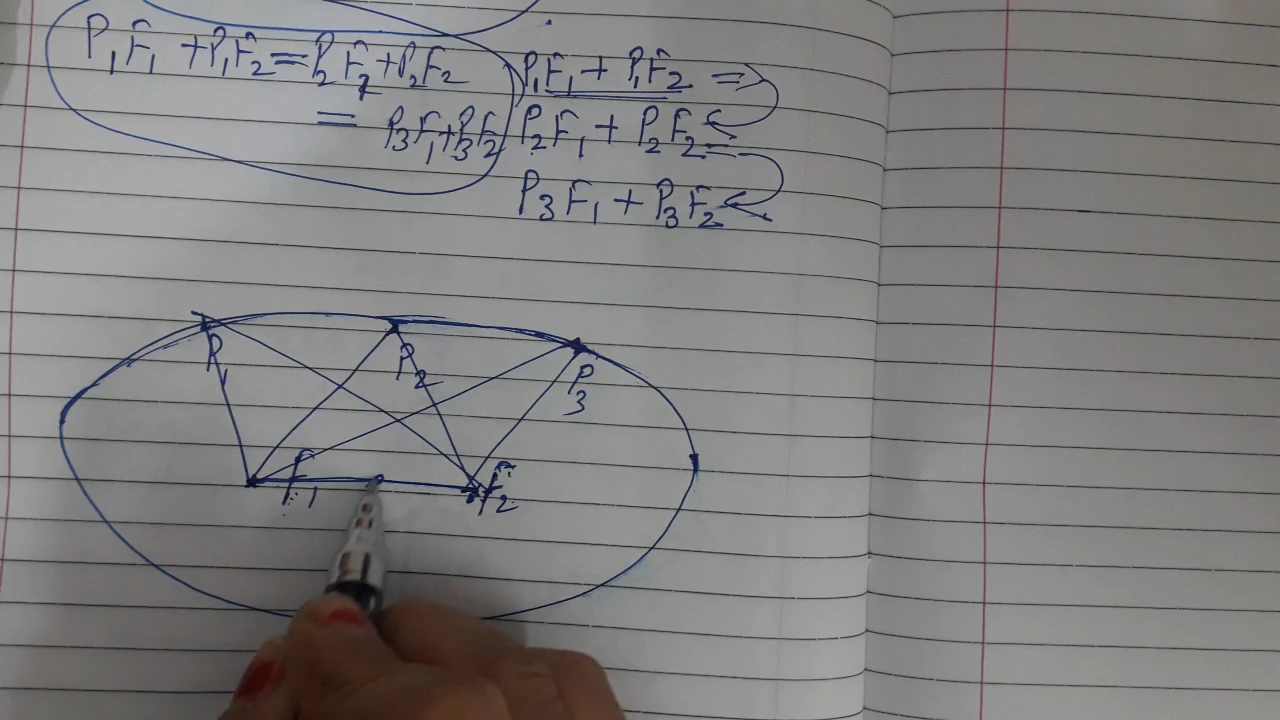 P₁F₁ + P₁F₂ = P₂F₁ + P₂F₂
= P₃F₁ + P₃F₂
P₁F₁ + P₁F₂ =>
P₂F₁ + P₂F₂ =
P₃F₁ + P₃F₂
P₁
P₂
P₃
F₁
F₂